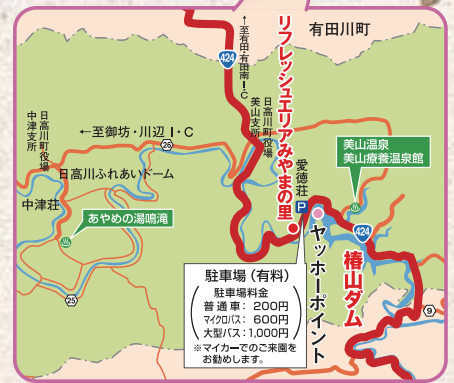 有田川町
←至有田・有田南I・C
424
リフレッシュエリアみやまの里
日高川町役場
美山支所
日高川町役場
中津支所
←至御坊・川辺I・C
26
日高川ふれあいドーム
愛徳荘
P
美山温泉
美山療養温泉館
中津荘
あやめの湯鳴滝
ヤッホーポイント
424
椿山ダム
25
9
駐車場（有料）
駐車場料金
普通車：200円
マイクロバス：600円
大型バス：1,000円
※マイカーでのご来園を
お勧めします。